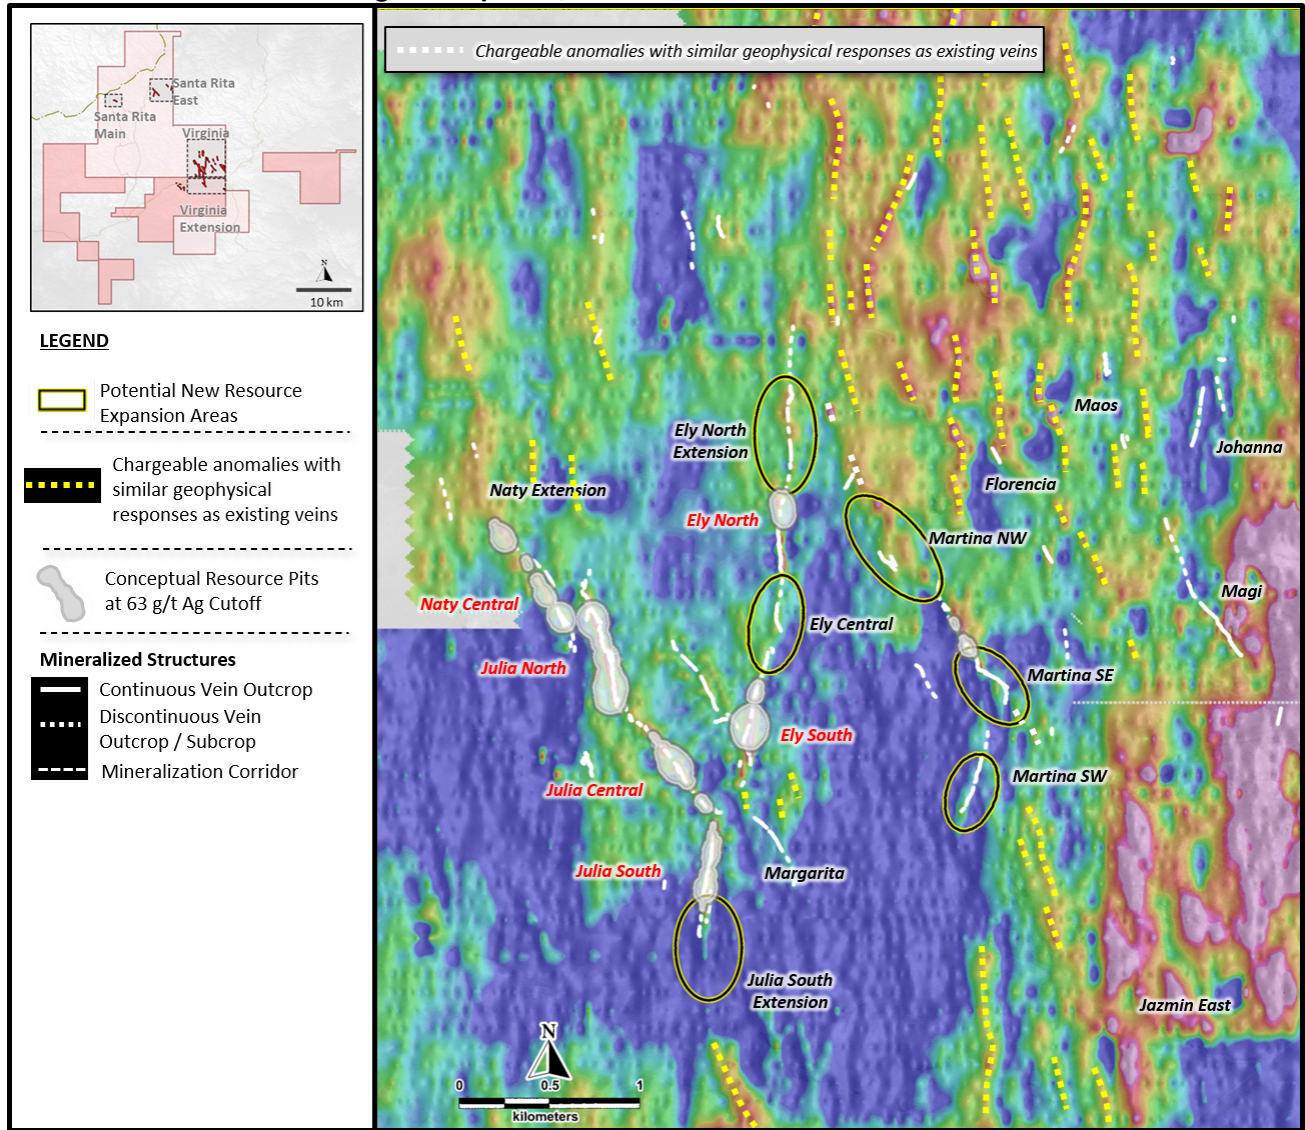 Chargeable anomalies with similar geophysical responses as existing veins
Santa Rita
East
Santa Rita
Main
Virginia
Virginia
Extension
N
10 km
LEGEND
Potential New Resource
Expansion Areas
Chargeable anomalies with
similar geophysical
responses as existing veins
Conceptual Resource Pits
at 63 g/t Ag Cutoff
Mineralized Structures
Continuous Vein Outcrop
Discontinuous Vein
Outcrop / Subcrop
Mineralization Corridor
Maos
Ely North
Extension
Johanna
Naty Extension
Florencia
Ely North
Martina NW
Naty Central
Magi
Ely Central
Julia North
Martina SE
Ely South
Martina SW
Julia Central
Julia South
Margarita
Julia South
Extension
Jazmin East
N
0 0.5 1
kilometers